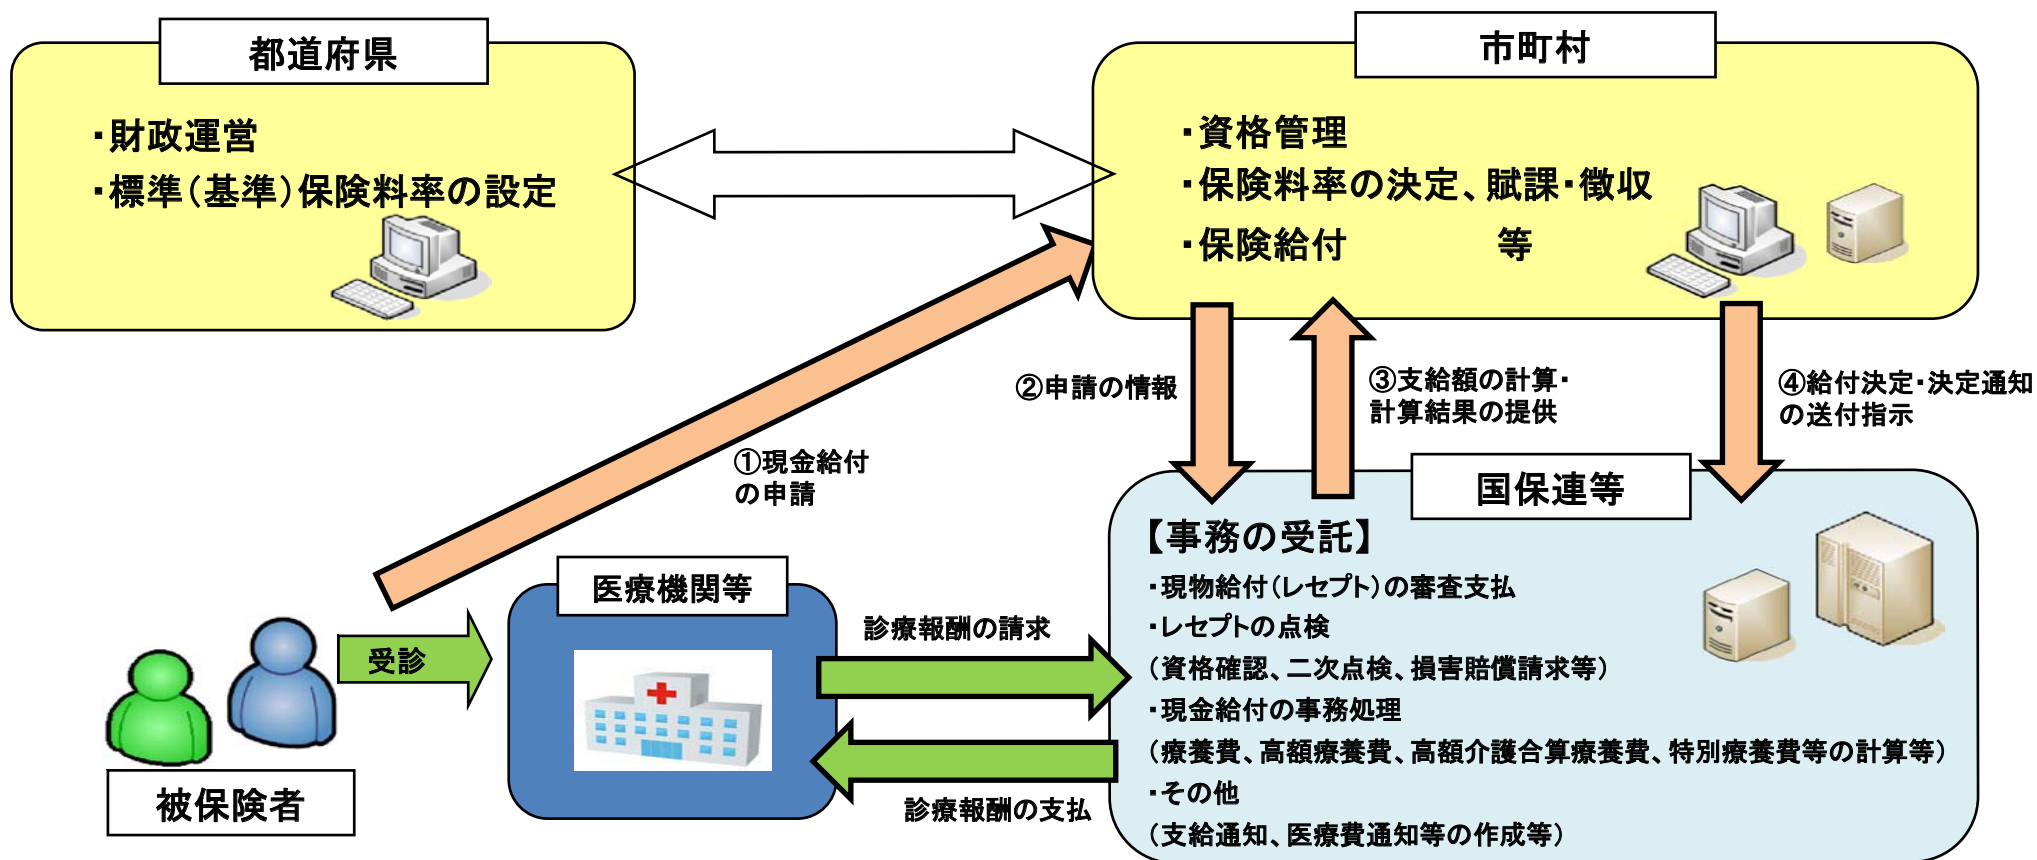 都道府県
・財政運営
・標準(基準)保険料率の設定
市町村
・資格管理
・保険料率の決定、賦課・徴収
・保険給付 等
②申請の情報
③支給額の計算・
計算結果の提供
④給付決定・決定通知
の送付指示
①現金給付
の申請
国保連等
【事務の受託】
・現物給付(レセプト)の審査支払
・レセプトの点検
(資格確認、二次点検、損害賠償請求等)
・現金給付の事務処理
(療養費、高額療養費、高額介護合算療養費、特別療養費等の計算等)
・その他
(支給通知、医療費通知等の作成等)
医療機関等
受診
診療報酬の請求
診療報酬の支払
被保険者